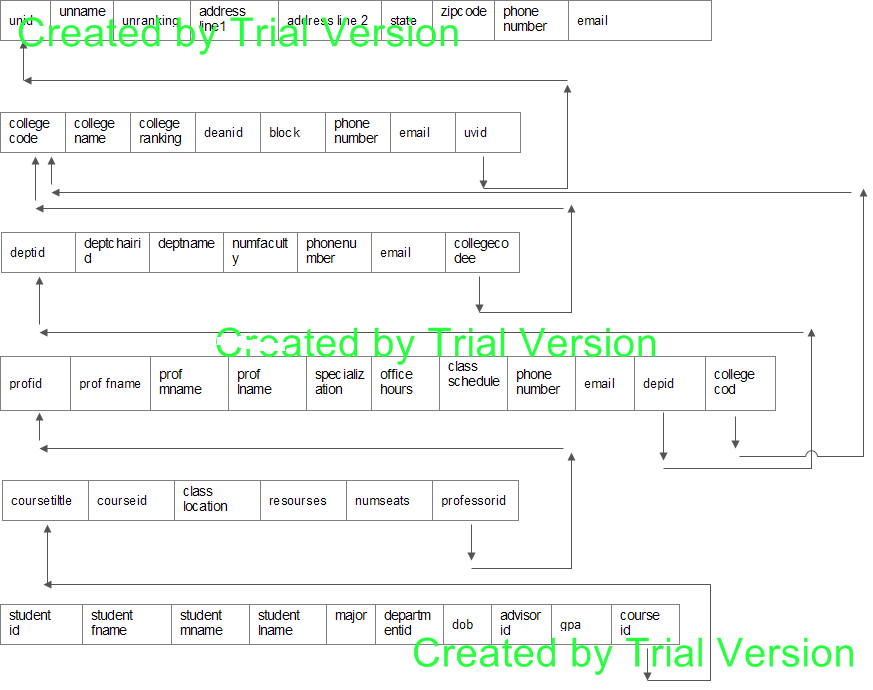 unid
unname
unranking
address
line1
address line 2
state
zipcode
phone
number
email
Created by Trial Version
college
code
college
name
college
ranking
deanid
block
phone
number
email
uvid
deptid
deptchairi
d
deptname
numfacult
y
phonenu
mber
email
collegeco
dee
Created by Trial Version
profid
prof fname
prof
mname
prof
lname
specializ
ation
office
hours
class
schedule
phone
number
email
depid
college
cod
coursetiltle
courseid
class
location
resourses
numseats
professorid
student
id
student
fname
student
mname
student
lname
major
departm
entid
dob
advisor
id
gpa
course
id
Created by Trial Version